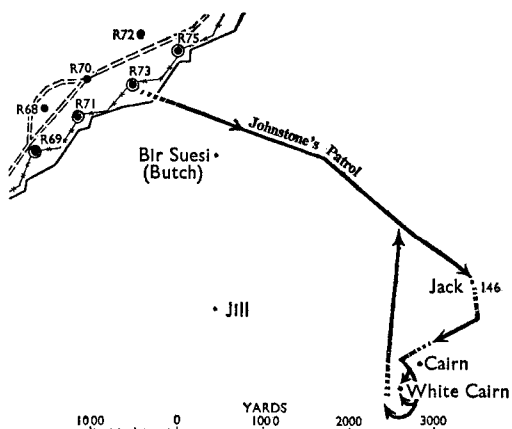 R72
R75
R70
R73
R68
R71
R69
Johnstone's Patrol
Bir Suesi
(Butch)
Jack 146
Jill
Cairn
White Cairn
YARDS
1000 0 1000 2000 3000